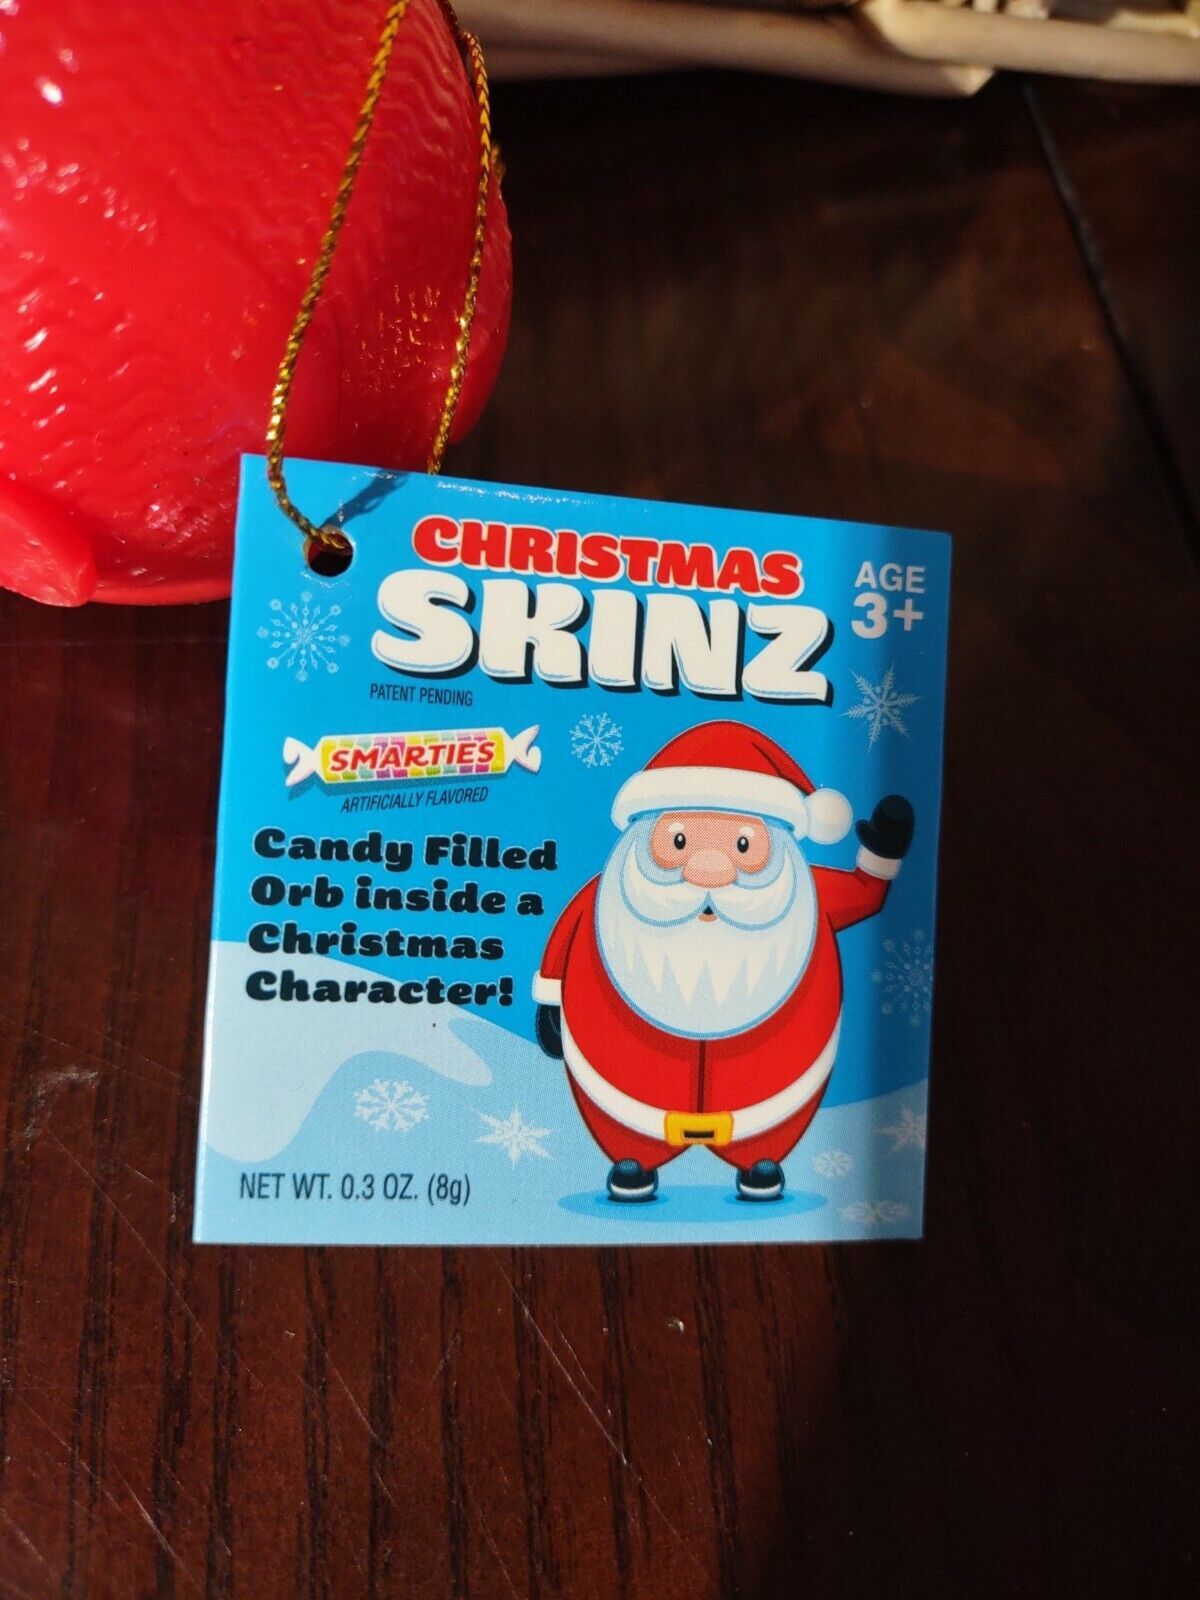 CHRISTMAS
SKINZ
AGE
3+
PATENT PENDING
SMARTIES
ARTIFICIALLY FLAVORED
Candy Filled
Orb inside a
Christmas
Character!
NET WT. 0.3 OZ. (8g)